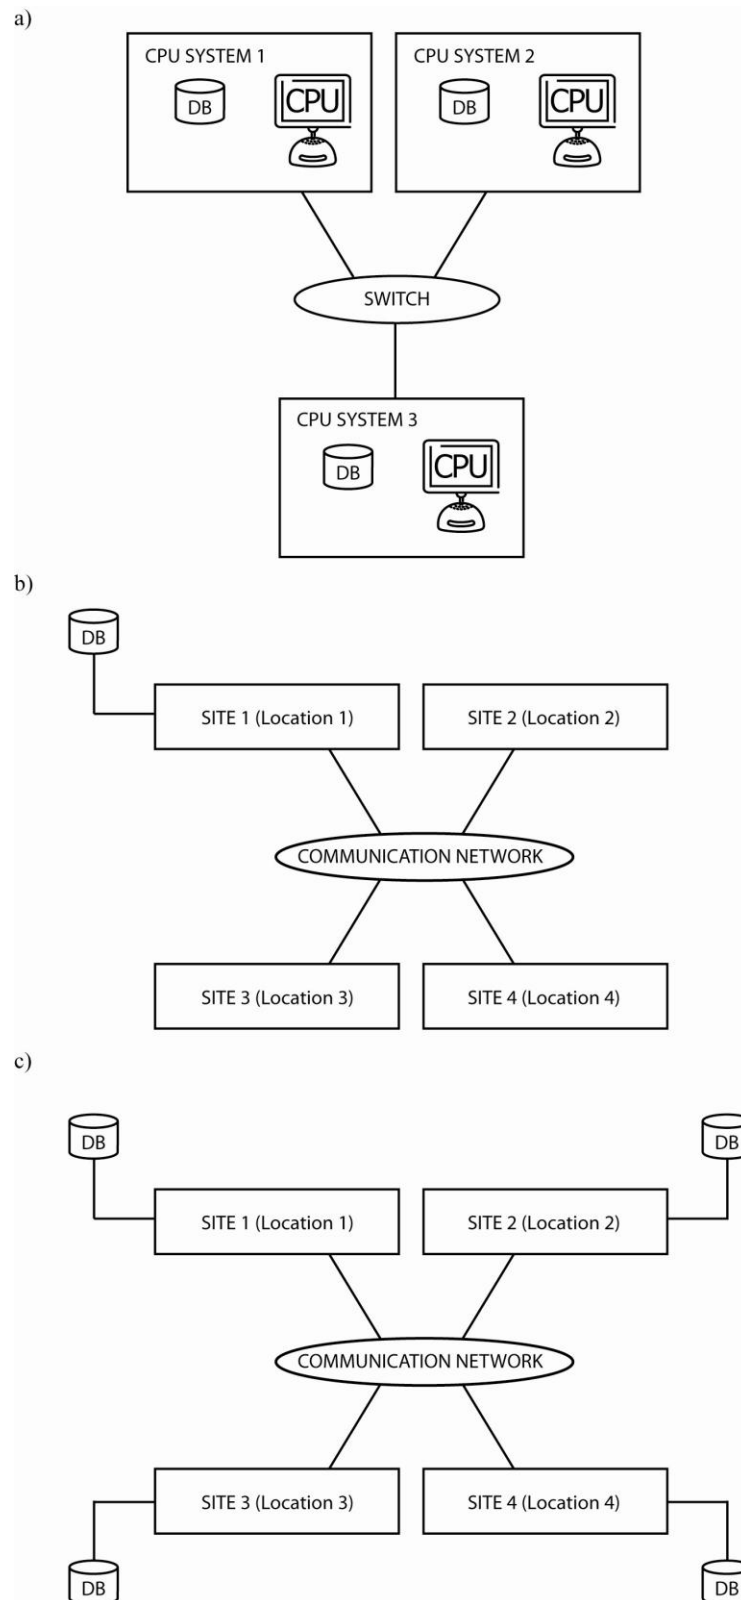 a)
CPU SYSTEM 1
DB
CPU
CPU SYSTEM 2
DB
CPU
SWITCH
CPU SYSTEM 3
DB
CPU
b)
DB
SITE 1 (Location 1)
SITE 2 (Location 2)
COMMUNICATION NETWORK
SITE 3 (Location 3)
SITE 4 (Location 4)
c)
DB
DB
SITE 1 (Location 1)
SITE 2 (Location 2)
COMMUNICATION NETWORK
SITE 3 (Location 3)
SITE 4 (Location 4)
DB
DB